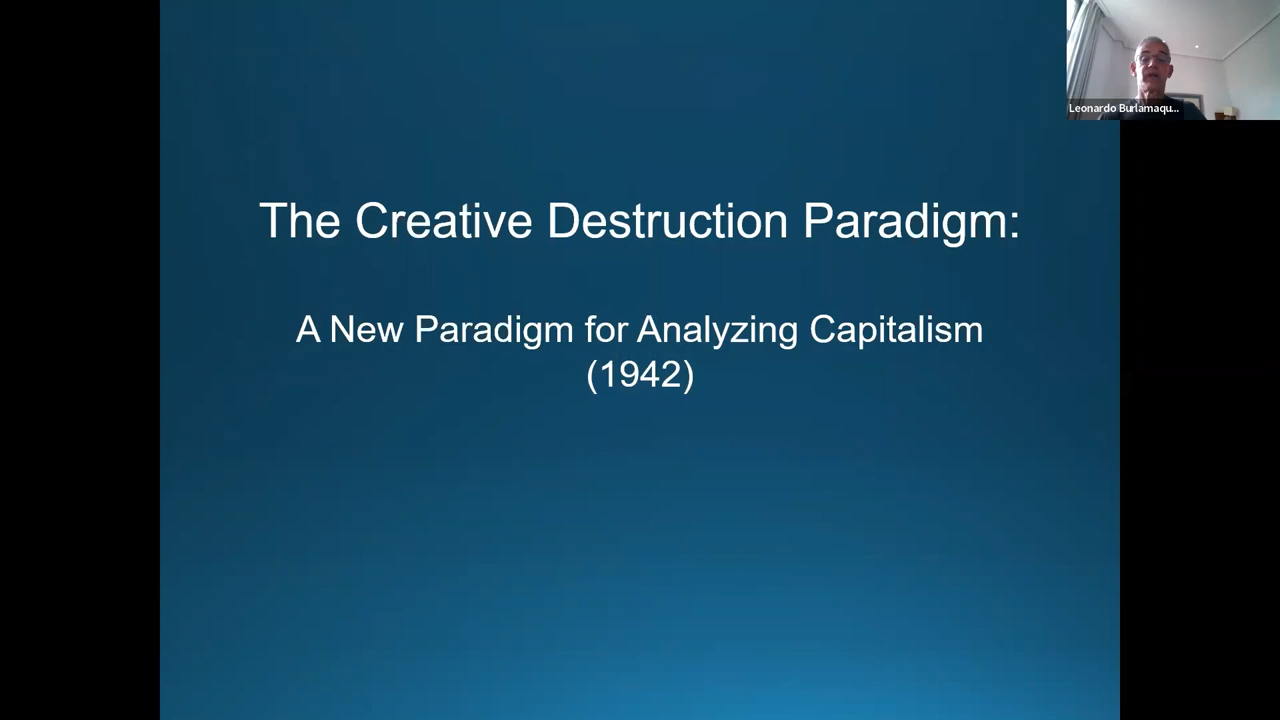 The Creative Destruction Paradigm:
A New Paradigm for Analyzing Capitalism
(1942)
Leonardo Burlamaqu...